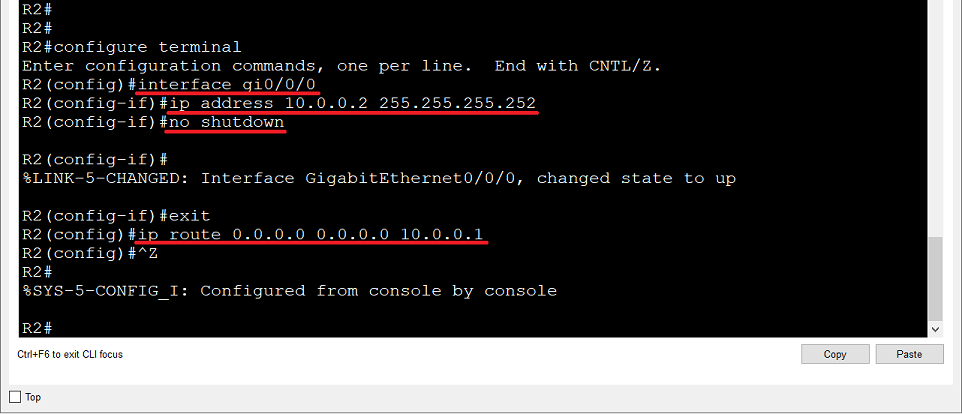 R2#
R2#
R2#configure terminal
Enter configuration commands, one per line.  End with CNTL/Z.
R2(config)#interface gi0/0/0
R2(config-if)#ip address 10.0.0.2 255.255.255.252
R2(config-if)#no shutdown
R2(config-if)#
%LINK-5-CHANGED: Interface GigabitEthernet0/0/0, changed state to up
R2(config-if)#exit
R2(config)#ip route 0.0.0.0 0.0.0.0 10.0.0.1
R2(config)#^Z
R2#
%SYS-5-CONFIG_I: Configured from console by console
R2#
Ctrl+F6 to exit CLI focus
Copy
Paste
Top